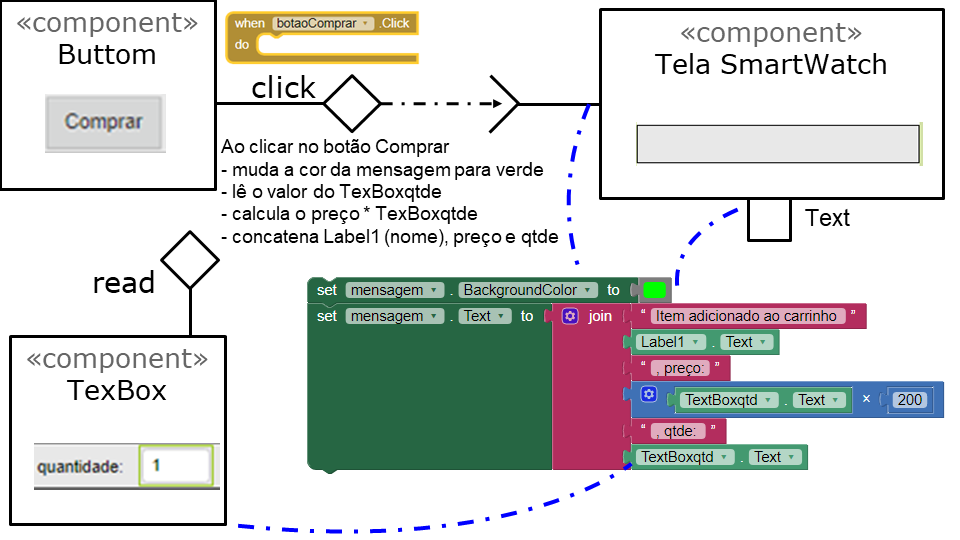 «component»
Buttom
Comprar
when botaoComprar .Click
do
click
«component»
Tela SmartWatch
Text
Ao clicar no botão Comprar
- muda a cor da mensagem para verde
- lê o valor do TexBoxqtde
- calcula o preço * TexBoxqtde
- concatena Label1 (nome), preço e qtde
read
«component»
TexBox
quantidade: 1
set mensagem . BackgroundColor to
set mensagem . Text to join “ Item adicionado ao carrinho ”
Label1 . Text
“ , preço: ”
TextBoxqtd . Text × 200
“ , qtde: ”
TextBoxqtd . Text